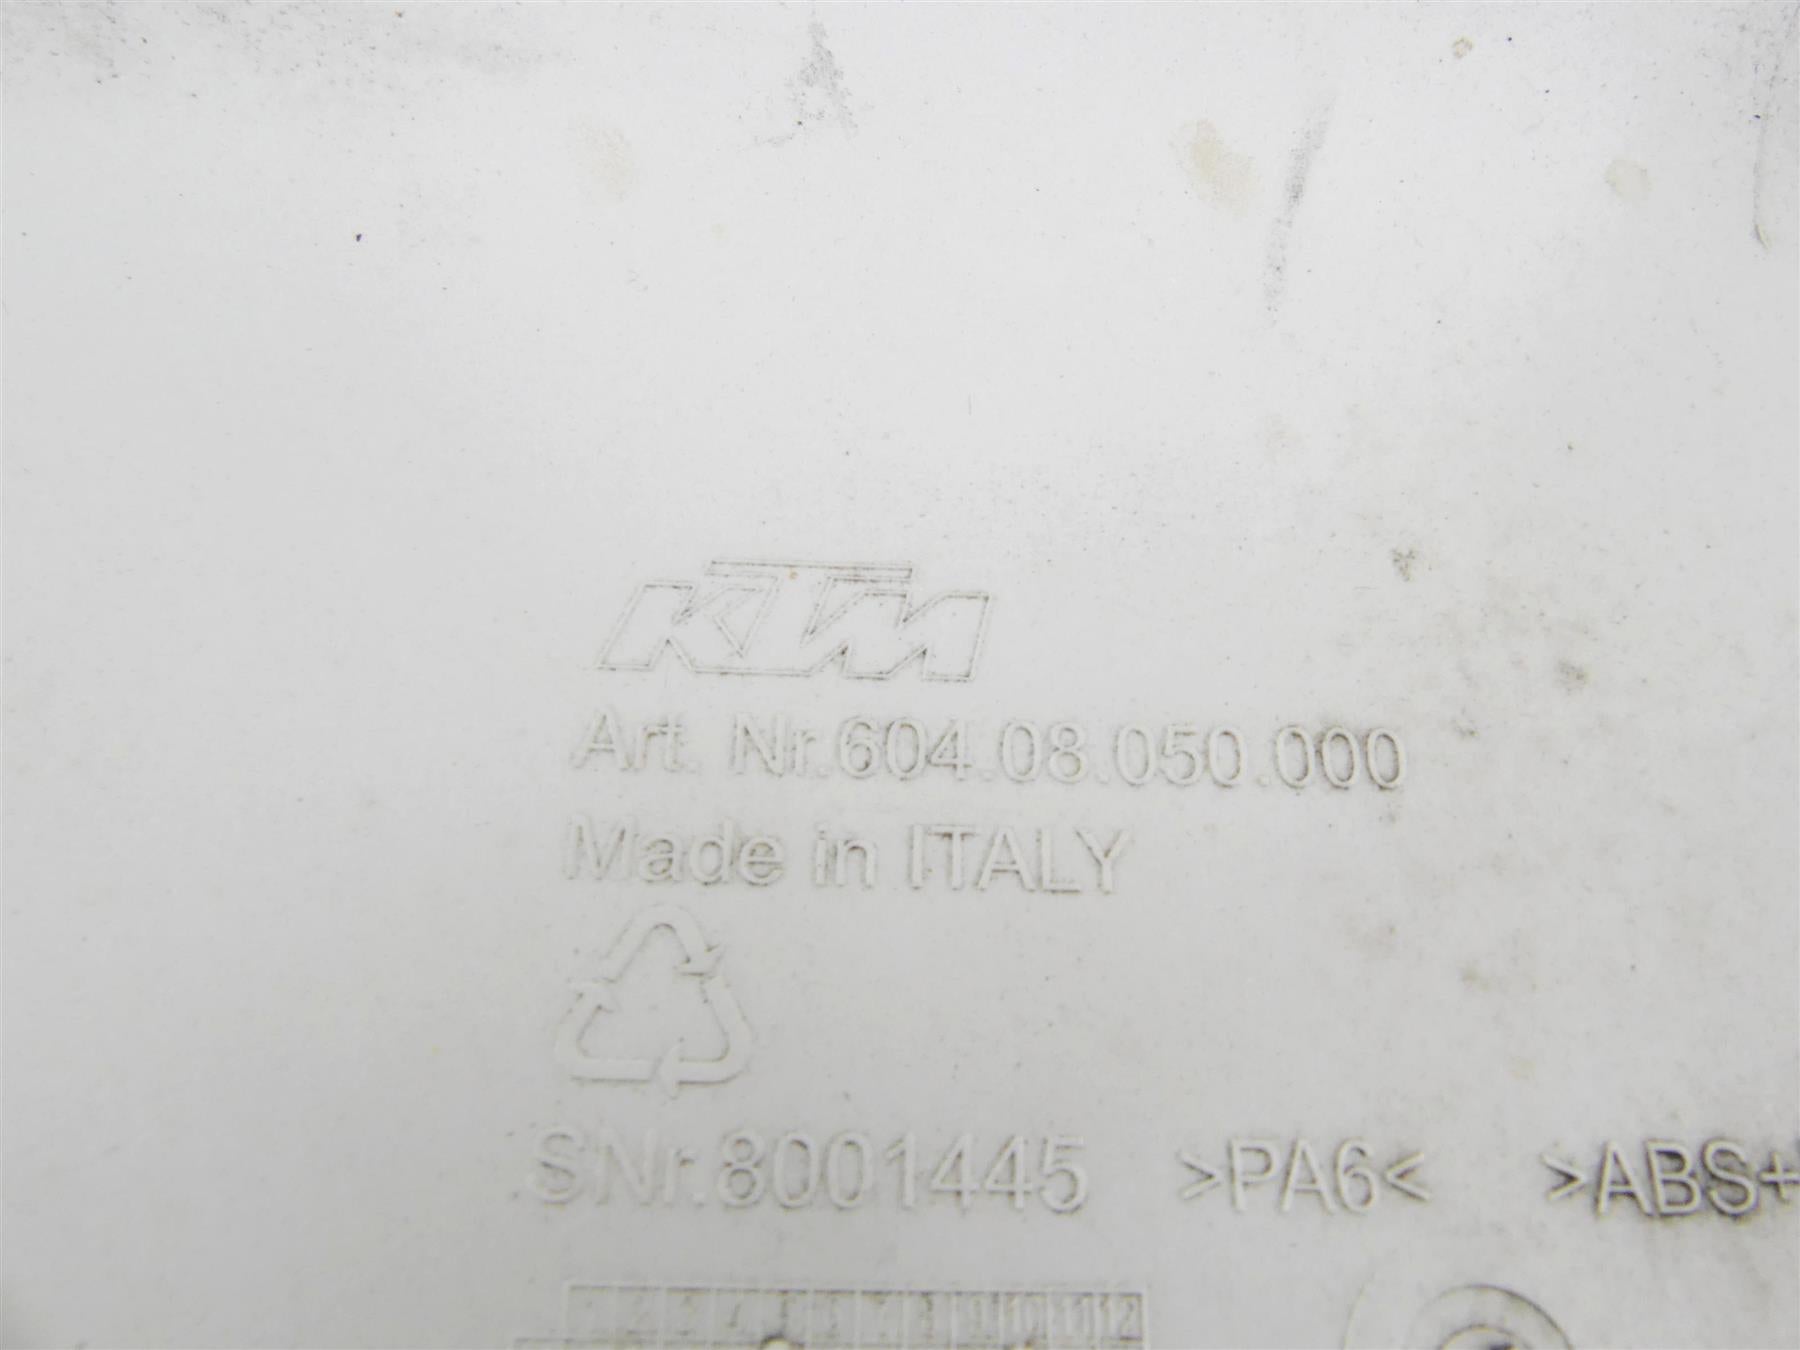 KTM
Art. Nr.604.08.050.000
Made in ITALY
SNr.8001445 >PA6< >ABS+
1 2 3 4 5 6 7 8 9 10 11 12